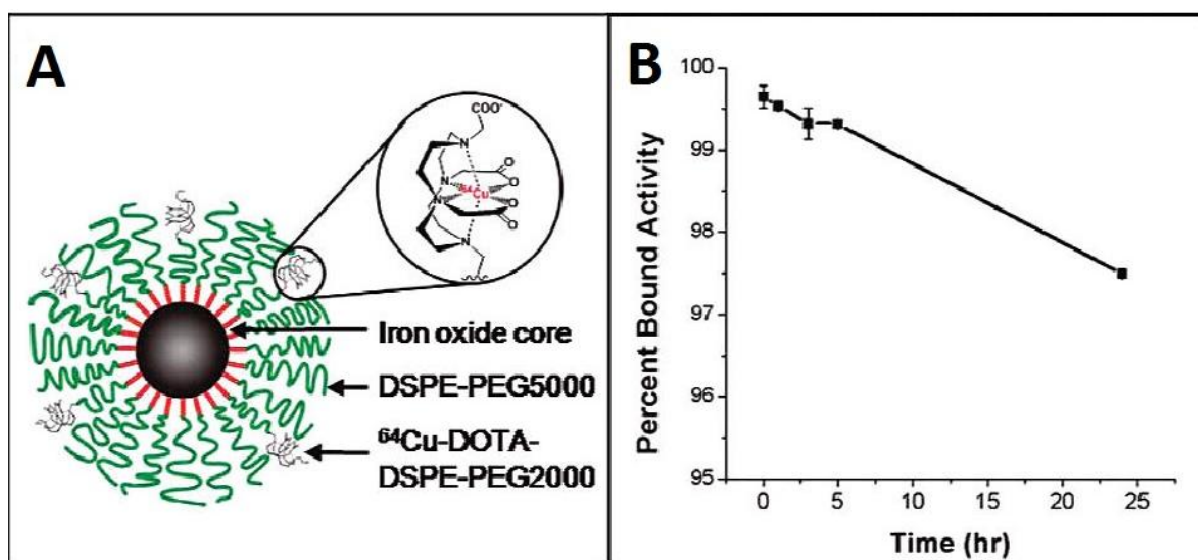 A
COO⁻
N
O
N
O
⁶⁴Cu
N
O
O
N
Iron oxide core
DSPE-PEG5000
⁶⁴Cu-DOTA-
DSPE-PEG2000
B
100
99
98
97
96
95
Percent Bound Activity
0
5
10
15
20
25
Time (hr)